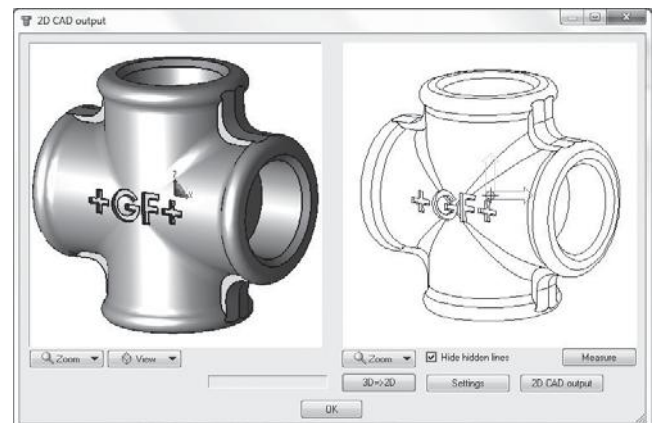 2D CAD output
+GF+
+GF+
Z
X
Zoom
View
Zoom
Hide hidden lines
Measure
3D=>2D
Settings
2D CAD output
OK